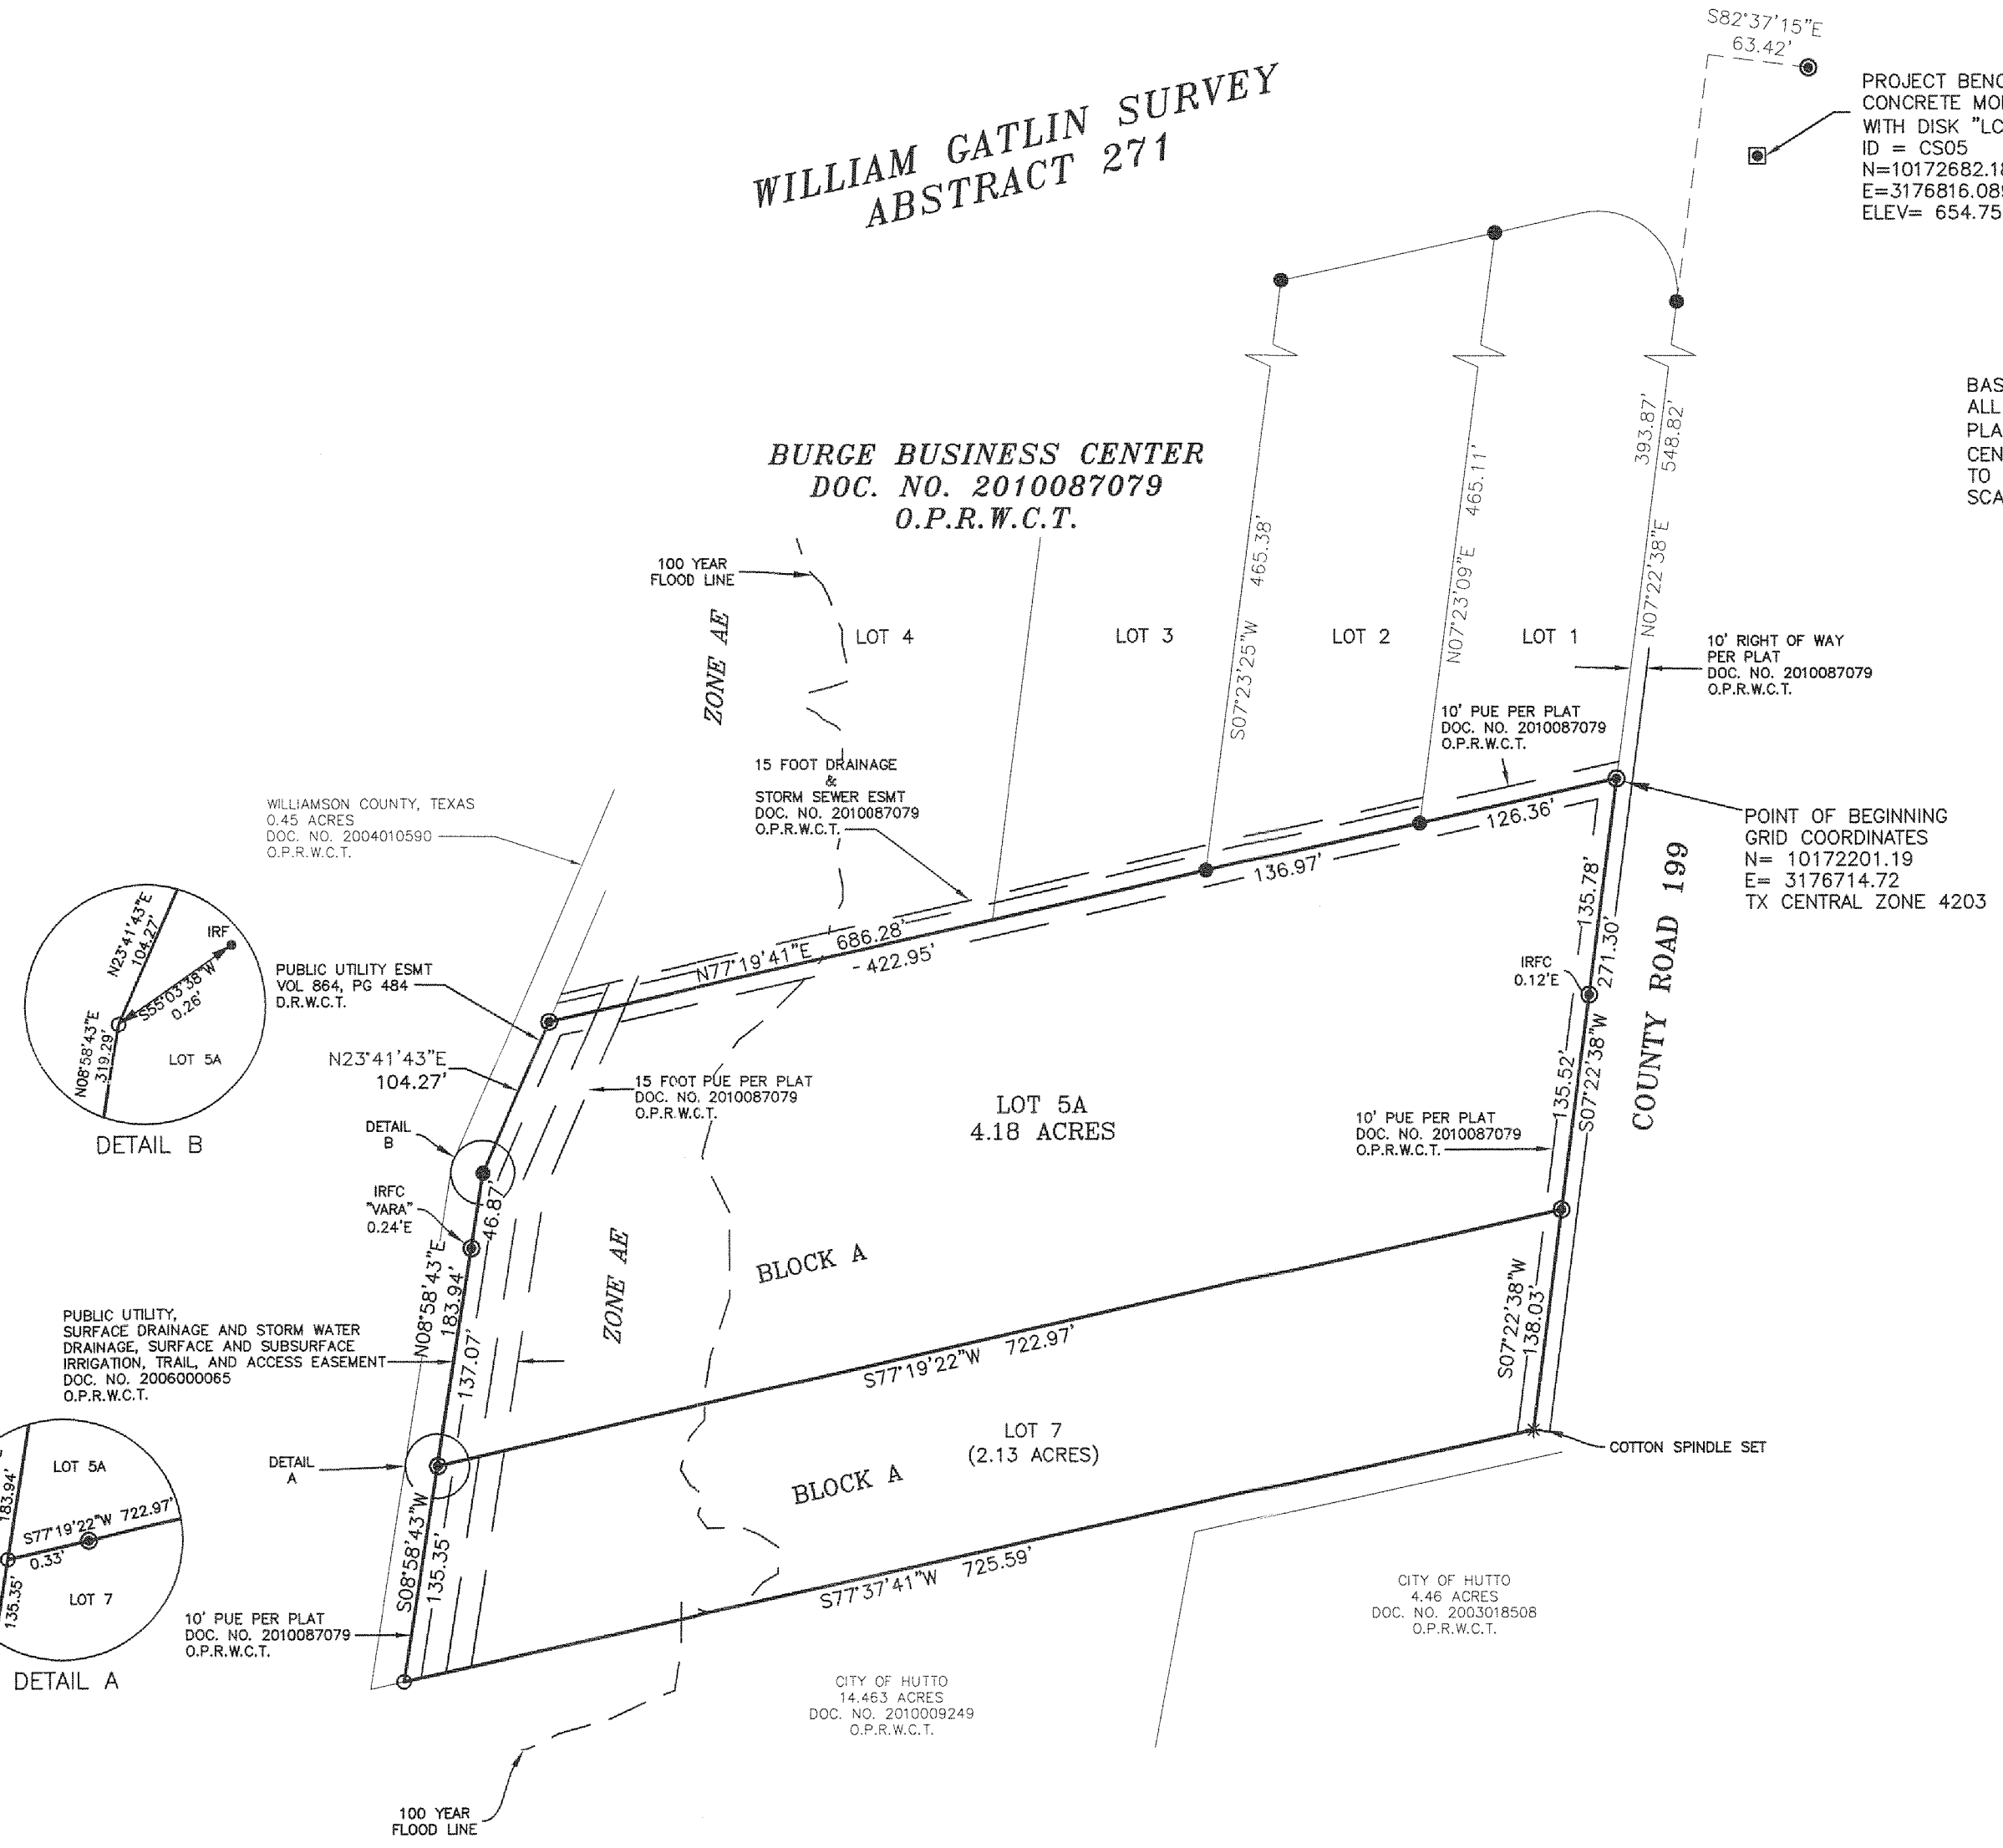 S82°37'15"E
63.42'
PROJECT BENC
CONCRETE MO
WITH DISK "LC
ID = CS05
N=10172682.18
E=3176816.089
ELEV= 654.75
WILLIAM GATLIN SURVEY
ABSTRACT 271
BAS
ALL
PLA
CEN
TO
SCA
BURGE BUSINESS CENTER
DOC. NO. 2010087079
O.P.R.W.C.T.
393.87'
548.82'
N07°22'38"E
N07°23'09"E 465.11'
S07°23'25"W 465.38'
100 YEAR
FLOOD LINE
ZONE AE
LOT 4
LOT 3
LOT 2
LOT 1
10' RIGHT OF WAY
PER PLAT
DOC. NO. 2010087079
O.P.R.W.C.T.
10' PUE PER PLAT
DOC. NO. 2010087079
O.P.R.W.C.T.
15 FOOT DRAINAGE
&
STORM SEWER ESMT
DOC. NO. 2010087079
O.P.R.W.C.T.
WILLIAMSON COUNTY, TEXAS
0.45 ACRES
DOC. NO. 2004010590
O.P.R.W.C.T.
POINT OF BEGINNING
GRID COORDINATES
N= 10172201.19
E= 3176714.72
TX CENTRAL ZONE 4203
126.36'
136.97'
N77°19'41"E 686.28'
422.95'
135.78'
271.30'
COUNTY ROAD 199
IRFC
0.12'E
S07°22'38"W
135.52'
N23°41'43"E
104.27'
IRF
S55°03'38"W
0.26'
N08°58'43"E
319.29'
LOT 5A
DETAIL B
PUBLIC UTILITY ESMT
VOL 864, PG 484
D.R.W.C.T.
N23°41'43"E
104.27'
15 FOOT PUE PER PLAT
DOC. NO. 2010087079
O.P.R.W.C.T.
LOT 5A
4.18 ACRES
10' PUE PER PLAT
DOC. NO. 2010087079
O.P.R.W.C.T.
DETAIL
B
IRFC
"VARA"
0.24'E
46.87'
N08°58'43"E
183.94'
137.07'
ZONE AE
BLOCK A
PUBLIC UTILITY,
SURFACE DRAINAGE AND STORM WATER
DRAINAGE, SURFACE AND SUBSURFACE
IRRIGATION, TRAIL, AND ACCESS EASEMENT
DOC. NO. 2006000065
O.P.R.W.C.T.
S77°19'22"W 722.97'
S07°22'38"W
138.03'
LOT 7
(2.13 ACRES)
BLOCK A
COTTON SPINDLE SET
DETAIL
A
183.94'
LOT 5A
S77°19'22"W 722.97'
0.33'
135.35'
LOT 7
DETAIL A
S08°58'43"W
135.35'
10' PUE PER PLAT
DOC. NO. 2010087079
O.P.R.W.C.T.
S77°37'41"W 725.59'
CITY OF HUTTO
4.46 ACRES
DOC. NO. 2003018508
O.P.R.W.C.T.
CITY OF HUTTO
14.463 ACRES
DOC. NO. 2010009249
O.P.R.W.C.T.
100 YEAR
FLOOD LINE